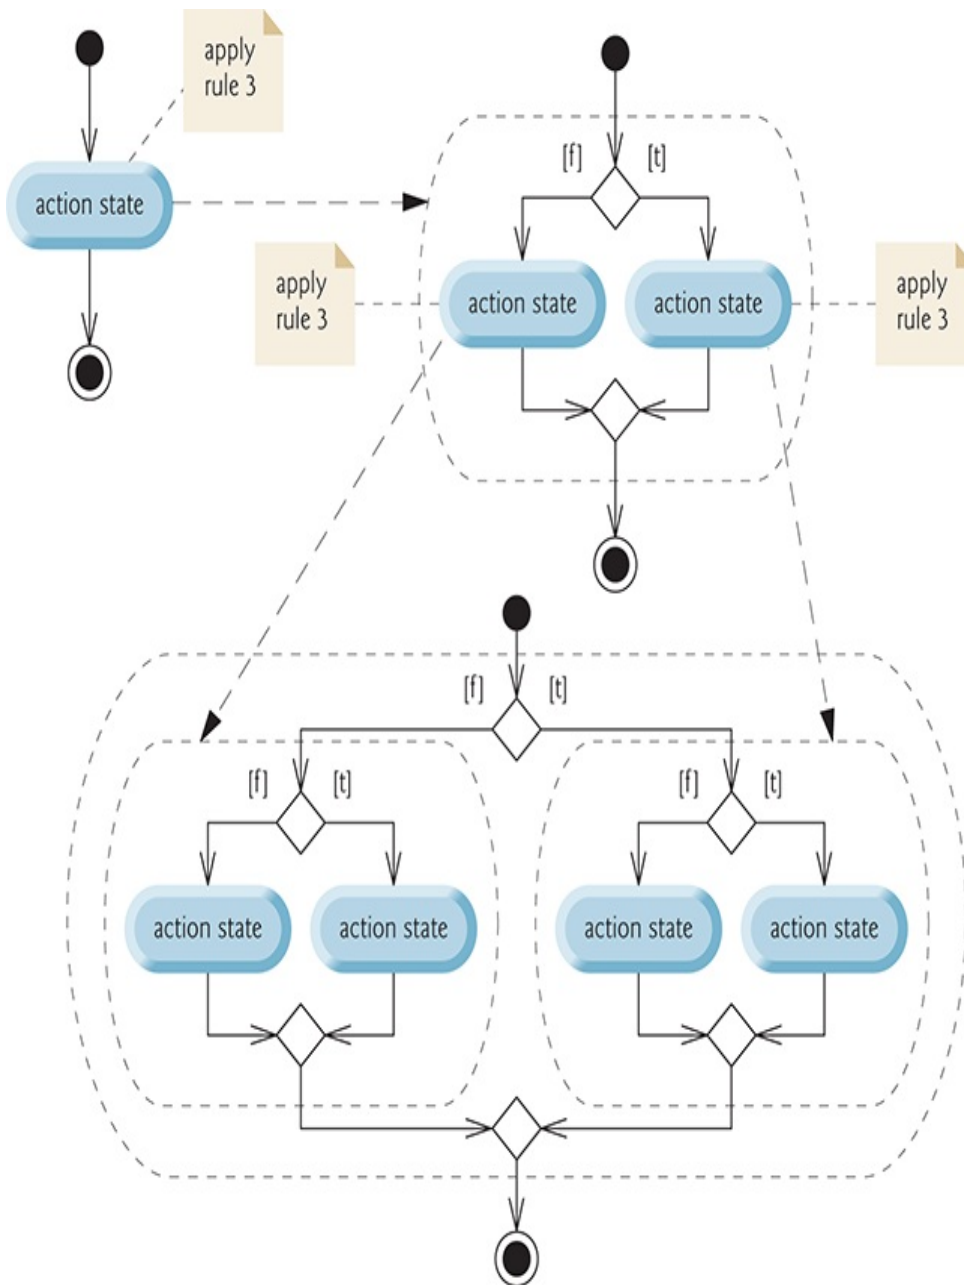 apply
rule 3
action state
[f] [t]
apply
rule 3
action state
action state
apply
rule 3
[f] [t]
[f] [t]
[f] [t]
action state
action state
action state
action state